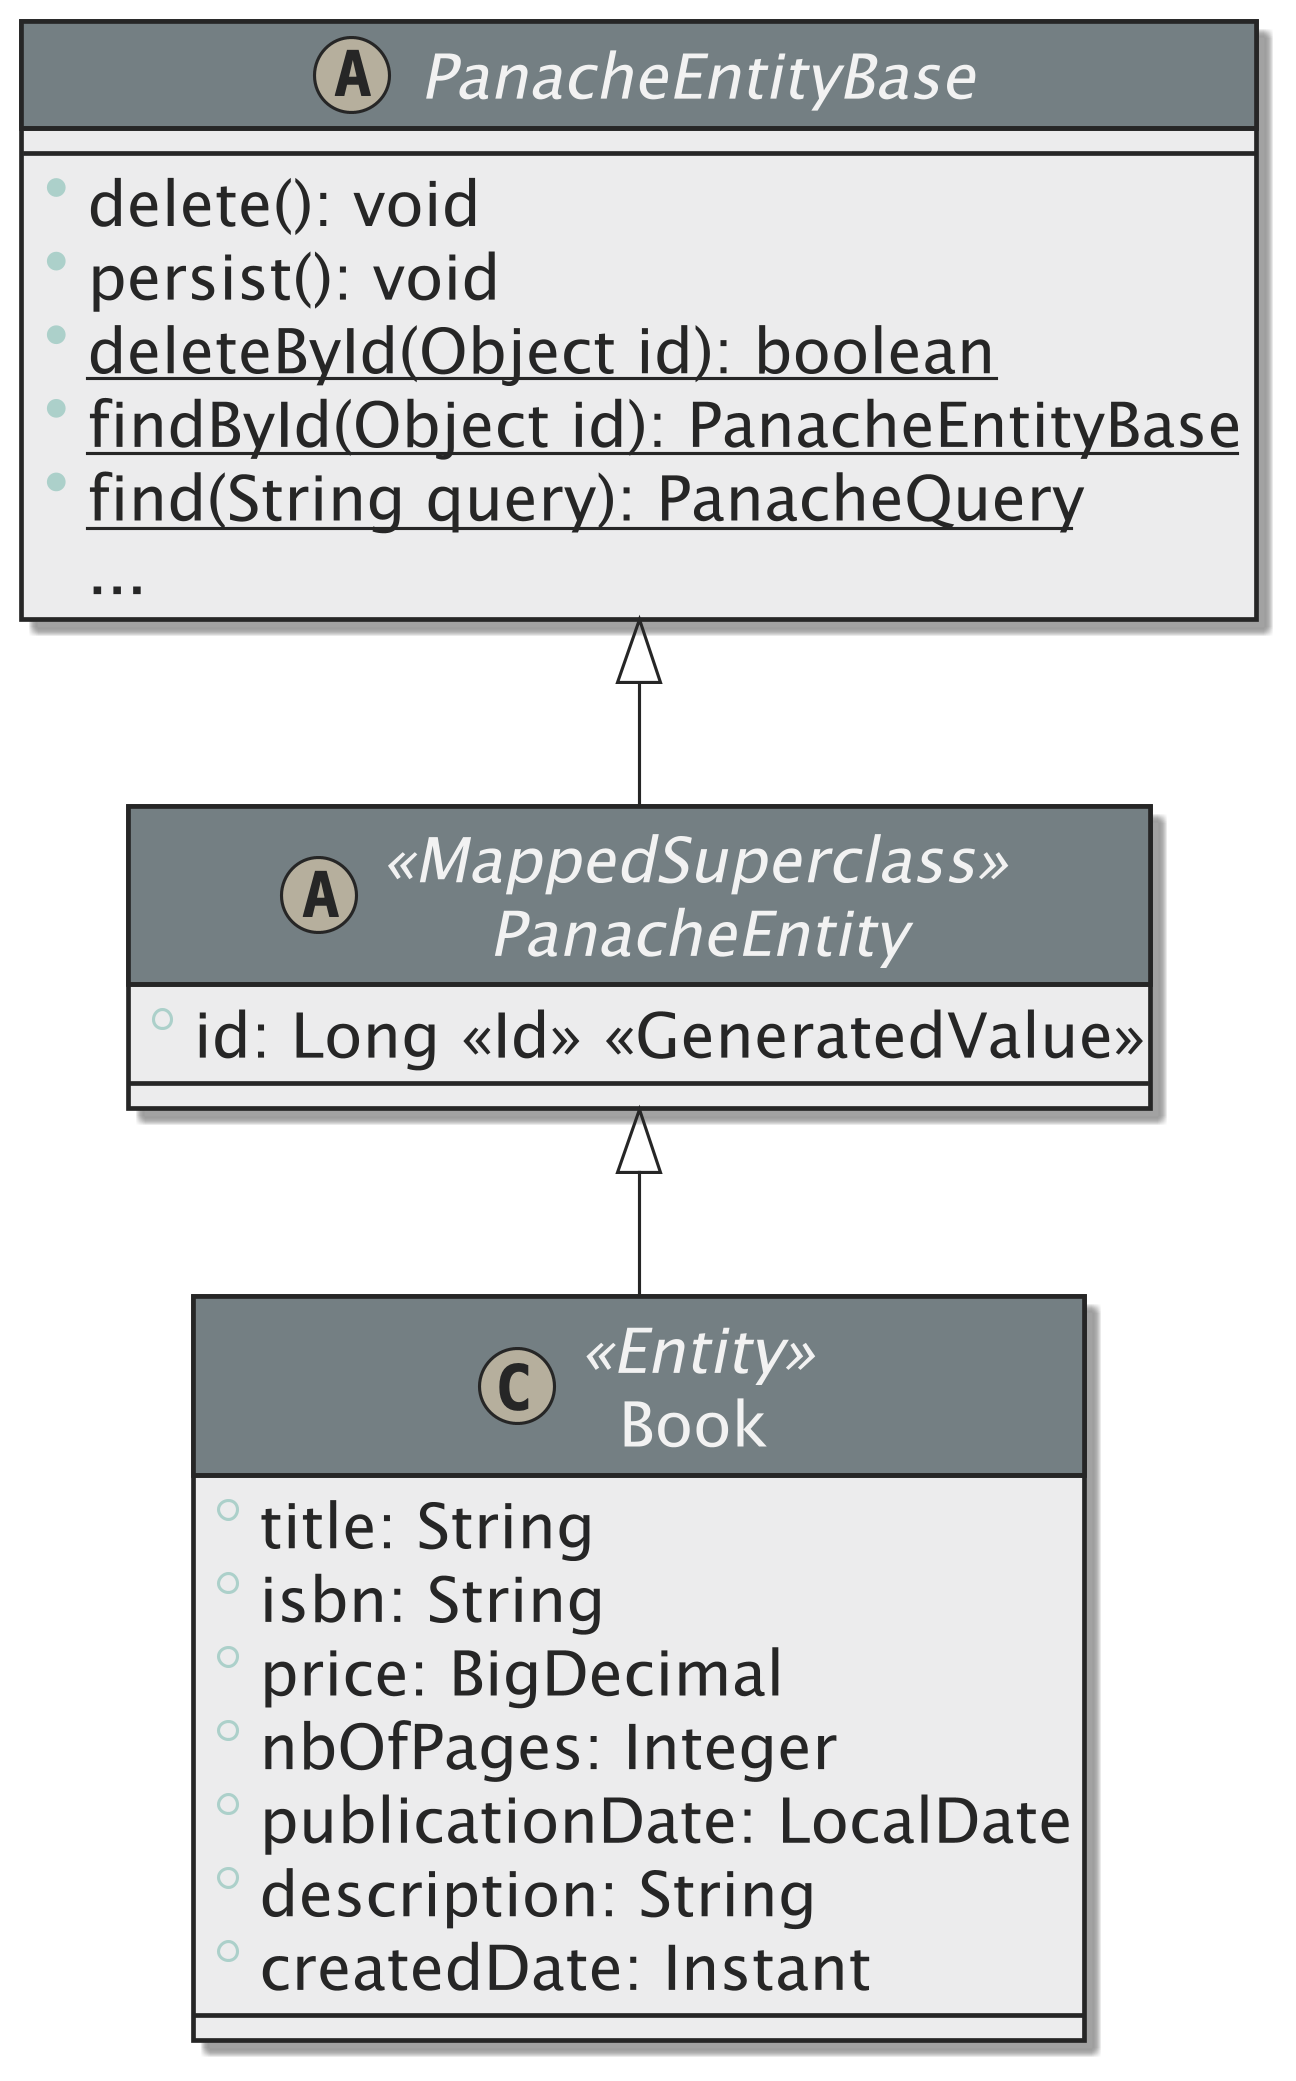 A PanacheEntityBase
delete(): void
persist(): void
deleteById(Object id): boolean
findById(Object id): PanacheEntityBase
find(String query): PanacheQuery
...
«MappedSuperclass»
A PanacheEntity
id: Long «Id» «GeneratedValue»
«Entity»
C Book
title: String
isbn: String
price: BigDecimal
nbOfPages: Integer
publicationDate: LocalDate
description: String
createdDate: Instant